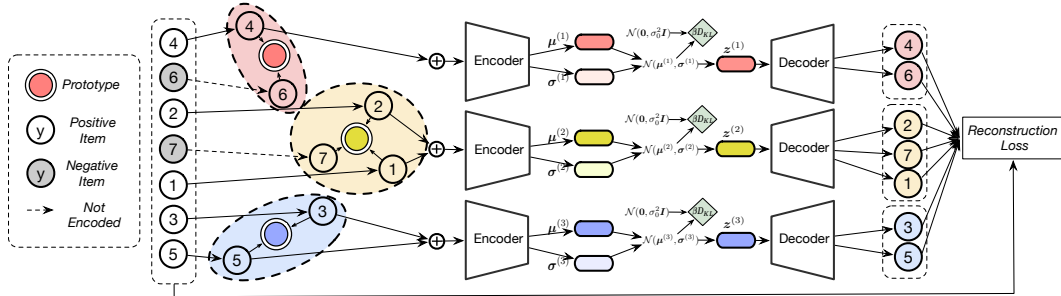 Prototype
y
Positive
Item
y
Negative
Item
Not
Encoded
4
6
2
7
1
3
5
4
6
2
7
1
3
5
Encoder
μ^(1)
σ^(1)
N(0, σ₀²I)
βD_KL
N(μ^(1), σ^(1))
z^(1)
Decoder
4
6
Encoder
μ^(2)
σ^(2)
N(0, σ₀²I)
βD_KL
N(μ^(2), σ^(2))
z^(2)
Decoder
2
7
1
Encoder
μ^(3)
σ^(3)
N(0, σ₀²I)
βD_KL
N(μ^(3), σ^(3))
z^(3)
Decoder
3
5
Reconstruction
Loss